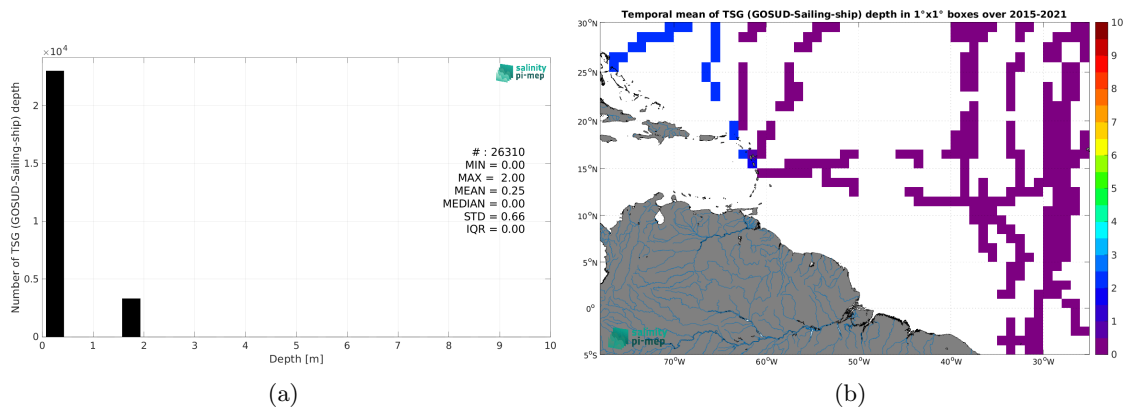 ×10⁴
salinity
pi-mep
2
1.5
1
0.5
0
Number of TSG (GOSUD-Sailing-ship) depth
# : 26310
MIN = 0.00
MAX = 2.00
MEAN = 0.25
MEDIAN = 0.00
STD = 0.66
IQR = 0.00
0 1 2 3 4 5 6 7 8 9 10
Depth [m]
(a)
Temporal mean of TSG (GOSUD-Sailing-ship) depth in 1°x1° boxes over 2015-2021
30°N
25°N
20°N
15°N
10°N
5°N
0°
5°S
70°W 60°W 50°W 40°W 30°W
salinity
pi-mep
10
9
8
7
6
5
4
3
2
1
0
(b)